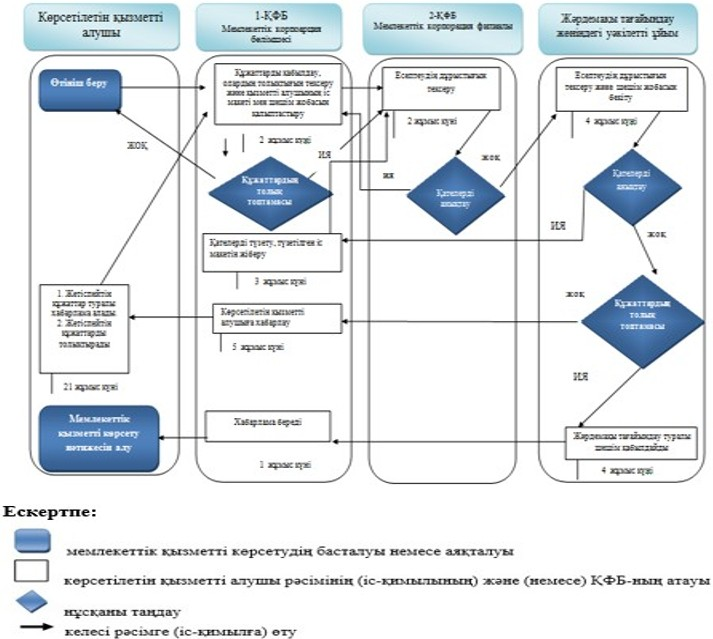 Көрсетілетін қызметті
алушы
1-ҚФБ
Мемлекеттік корпорация
бөлімшесі
2-ҚФБ
Мемлекеттік корпорация филиалы
Жәрдемақы тағайындау
жөніндегі уәкілетті ұйым
Өтініш беру
Құжаттарды қабылдау,
олардың толықтығын тексеру
және қызметті алушының іс
макеті мен шешім жобасын
қалыптастыру
2 жұмыс күні
Есептеудің дұрыстығын
тексеру
2 жұмыс күні
Есептеудің дұрыстығын
тексеру және шешім жобасын
бекіту
4 жұмыс күні
ЖОҚ
ИЯ
Құжаттардың
толық
топтамасы
ИЯ
ЖОҚ
Қателерді
анықтау
Қателерді
анықтау
ИЯ
ЖОҚ
Қателерді түзету, түзетілген іс
макетін жіберу
3 жұмыс күні
1. Жетіспейтін
құжаттар туралы
хабарлама алады
2. Жетіспейтін
құжаттарды
толықтырады
21 жұмыс күні
Көрсетілетін қызметті
алушыға хабарлау
5 жұмыс күні
ЖОҚ
Құжаттардың
толық
топтамасы
ИЯ
Мемлекеттік
қызметті көрсету
нәтижесін алу
Хабарлама береді
1 жұмыс күні
Жәрдемақы тағайындау туралы
шешім қабылдайды
4 жұмыс күні
Ескертпе:
мемлекеттік қызметті көрсетудің басталуы немесе аяқталуы
көрсетілетін қызметті алушы рәсімінің (іс-қимылының) және (немесе) ҚФБ-ның атауы
нұсқаны таңдау
келесі рәсімге (іс-қимылға) өту